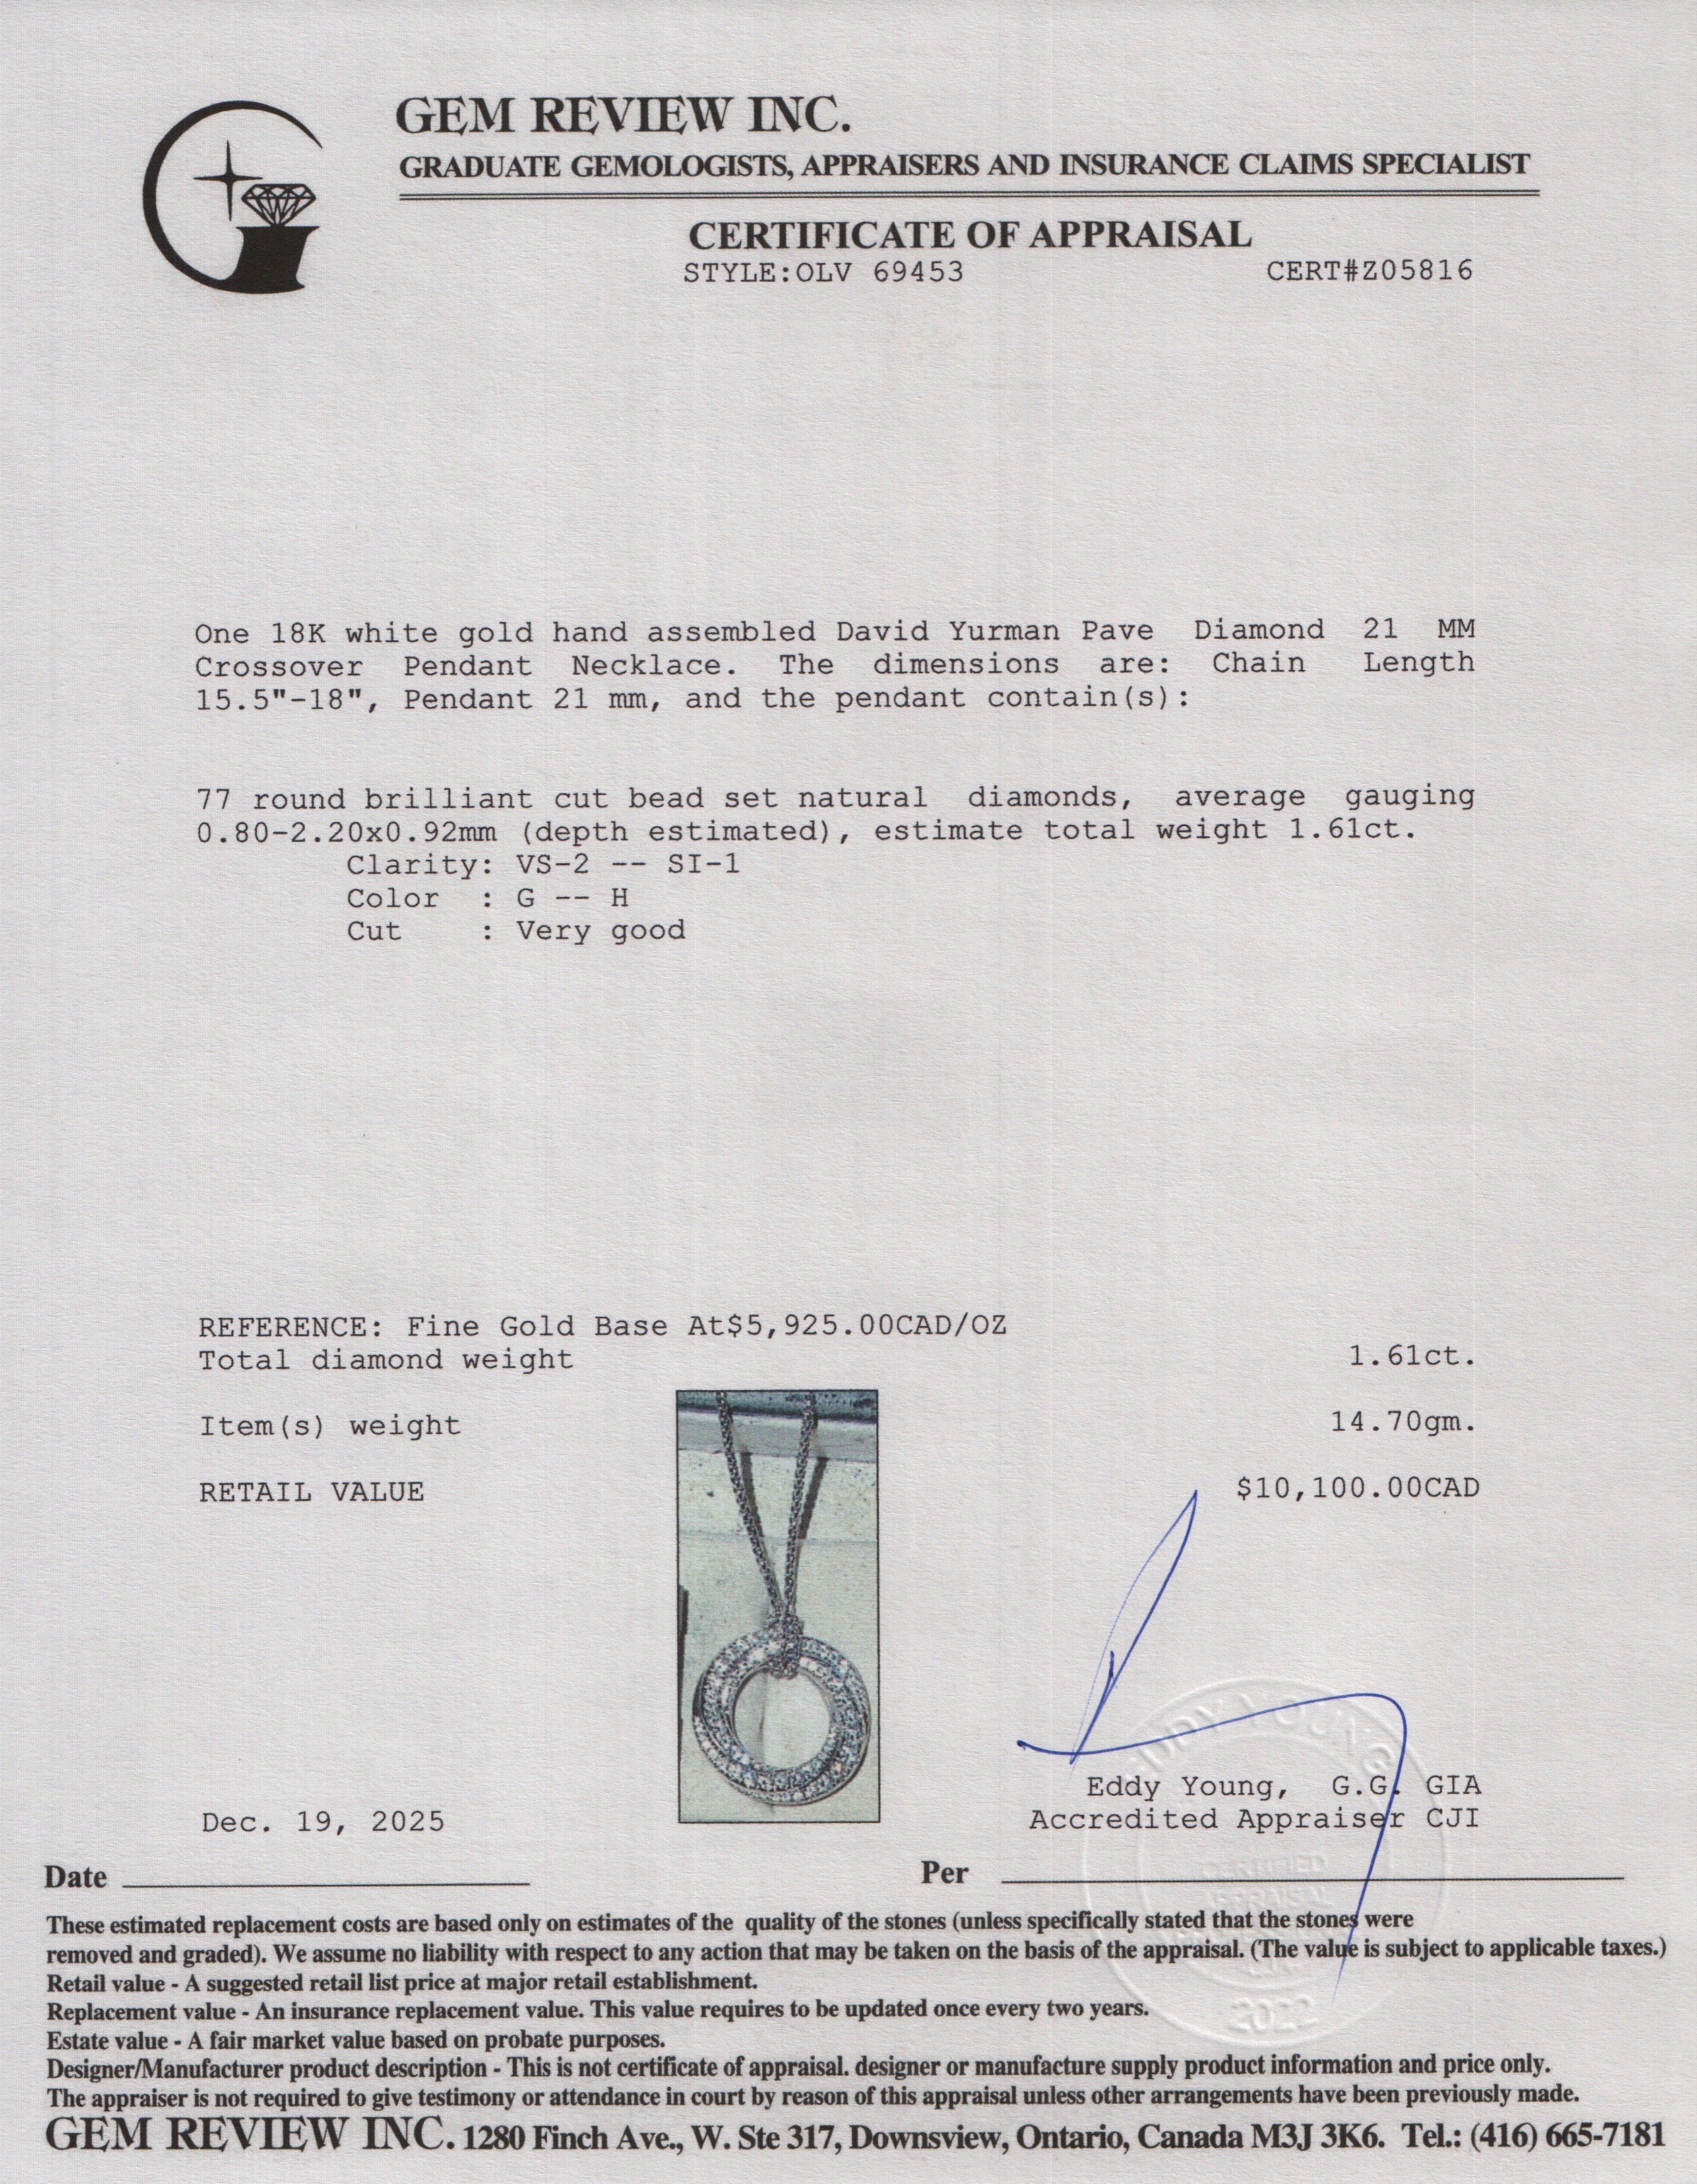 GEM REVIEW INC.
GRADUATE GEMOLOGISTS, APPRAISERS AND INSURANCE CLAIMS SPECIALIST
CERTIFICATE OF APPRAISAL
STYLE:OLV 69453 CERT#Z05816
One 18K white gold hand assembled David Yurman Pave Diamond 21 MM
Crossover Pendant Necklace. The dimensions are: Chain Length
15.5"-18", Pendant 21 mm, and the pendant contain(s):
77 round brilliant cut bead set natural diamonds, average gauging
0.80-2.20x0.92mm (depth estimated), estimate total weight 1.61ct.
Clarity: VS-2 -- SI-1
Color : G -- H
Cut : Very good
REFERENCE: Fine Gold Base At$5,925.00CAD/OZ
Total diamond weight 1.61ct.
Item(s) weight 14.70gm.
RETAIL VALUE $10,100.00CAD
EDDY YOUNG
Eddy Young, G.G. GIA
Dec. 19, 2025 Accredited Appraiser CJI
CERTIFIED
APPRAISAL
Date Per
These estimated replacement costs are based only on estimates of the quality of the stones (unless specifically stated that the stones were
removed and graded). We assume no liability with respect to any action that may be taken on the basis of the appraisal. (The value is subject to applicable taxes.)
Retail value - A suggested retail list price at major retail establishment.
Replacement value - An insurance replacement value. This value requires to be updated once every two years.
2022
Estate value - A fair market value based on probate purposes.
Designer/Manufacturer product description - This is not certificate of appraisal. designer or manufacture supply product information and price only.
The appraiser is not required to give testimony or attendance in court by reason of this appraisal unless other arrangements have been previously made.
GEM REVIEW INC. 1280 Finch Ave., W. Ste 317, Downsview, Ontario, Canada M3J 3K6. Tel.: (416) 665-7181